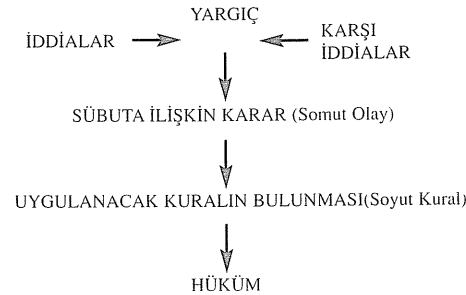 YARGIÇ
İDDİALAR
KARŞI
İDDİALAR
SÜBUTA İLİŞKİN KARAR (Somut Olay)
UYGULANACAK KURALIN BULUNMASI(Soyut Kural)
HÜKÜM